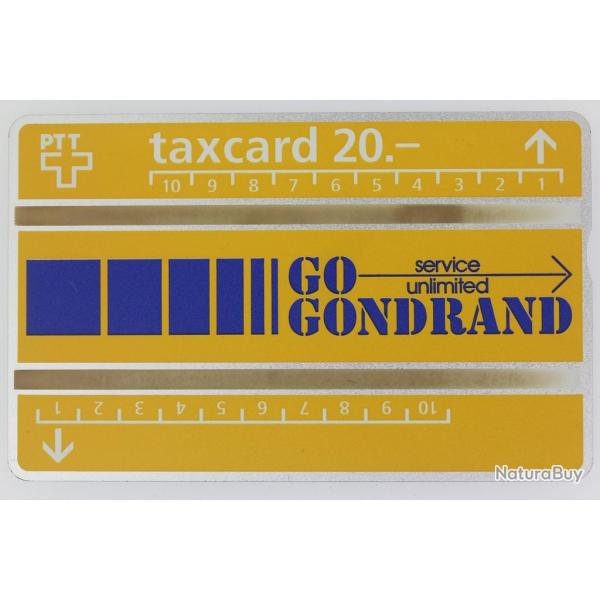 PTT
taxcard 20.–
10 9 8 7 6 5 4 3 2 1
GO service unlimited
GONDRAND
1 2 3 4 5 6 7 8 9 10
NaturaBuy